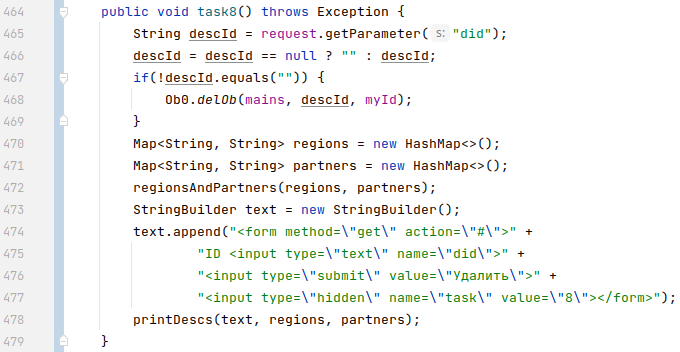 464 public void task8() throws Exception {
465 String descId = request.getParameter( s: "did");
466 descId = descId == null ? "" : descId;
467 if(!descId.equals("")) {
468 Ob0.delOb(mains, descId, myId);
469 }
470 Map<String, String> regions = new HashMap<>();
471 Map<String, String> partners = new HashMap<>();
472 regionsAndPartners(regions, partners);
473 StringBuilder text = new StringBuilder();
474 text.append("<form method=\"get\" action=\"#\">" +
475 "ID <input type=\"text\" name=\"did\">" +
476 "<input type=\"submit\" value=\"Удалить\">" +
477 "<input type=\"hidden\" name=\"task\" value=\"8\"></form>");
478 printDescs(text, regions, partners);
479 }